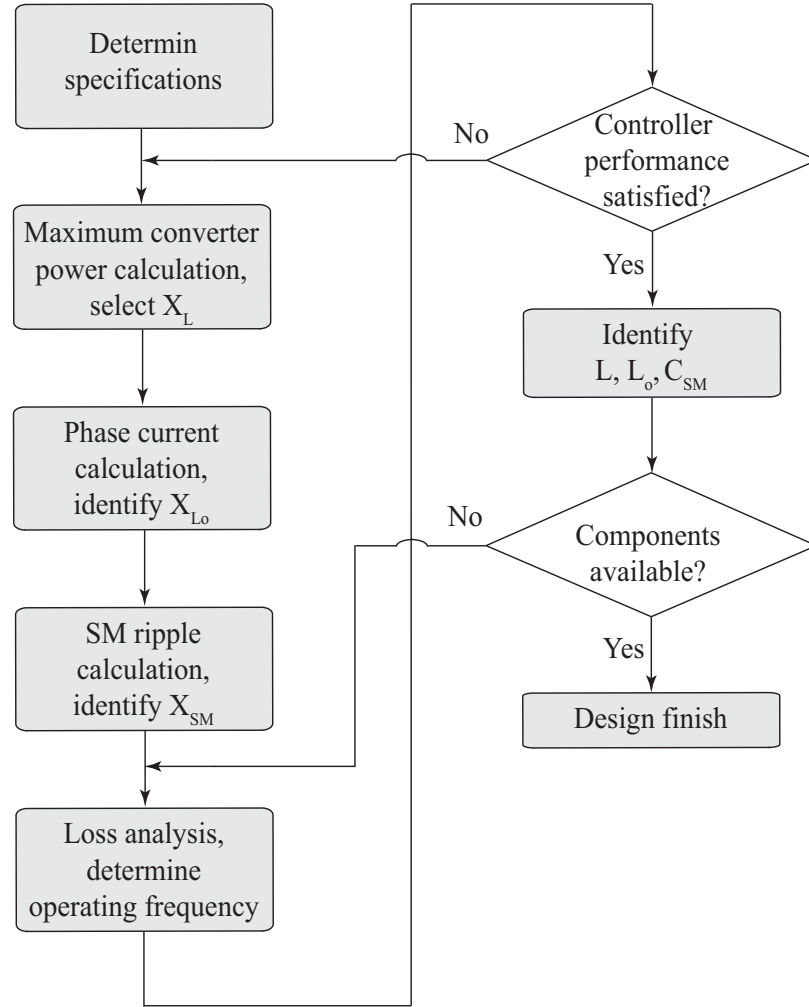 Determin
specifications
Maximum converter
power calculation,
select X_L
Phase current
calculation,
identify X_Lo
SM ripple
calculation,
identify X_SM
Loss analysis,
determine
operating frequency
Controller
performance
satisfied?
No
Yes
Identify
L, L_o, C_SM
Components
available?
No
Yes
Design finish